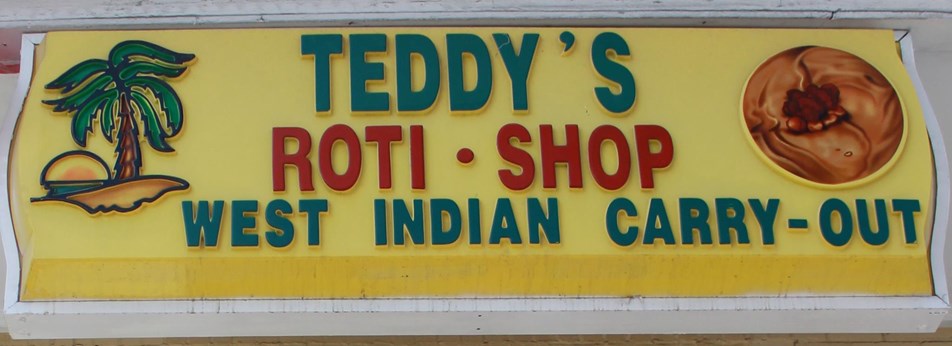 TEDDY'S
ROTI • SHOP
WEST INDIAN CARRY-OUT